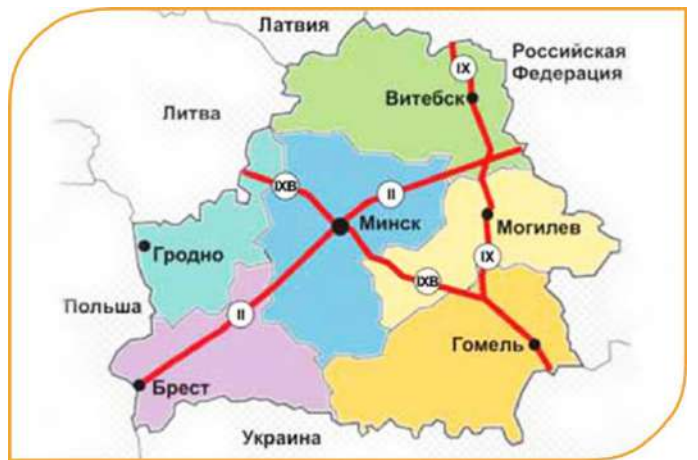 Латвия
Российская
Федерация
IX
Витебск
Литва
IXB
II
Минск
Могилев
Гродно
IX
IXB
Польша
II
Гомель
Брест
Украина